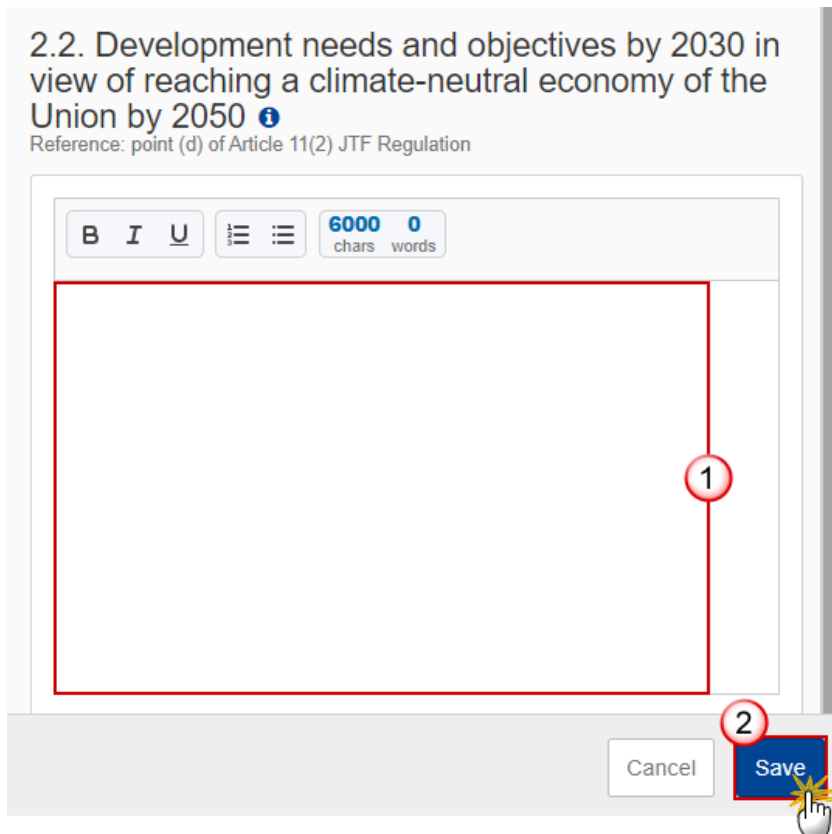 2.2. Development needs and objectives by 2030 in
view of reaching a climate-neutral economy of the
Union by 2050 i
Reference: point (d) of Article 11(2) JTF Regulation
B I U 6000 0
chars words
1
2
Cancel Save